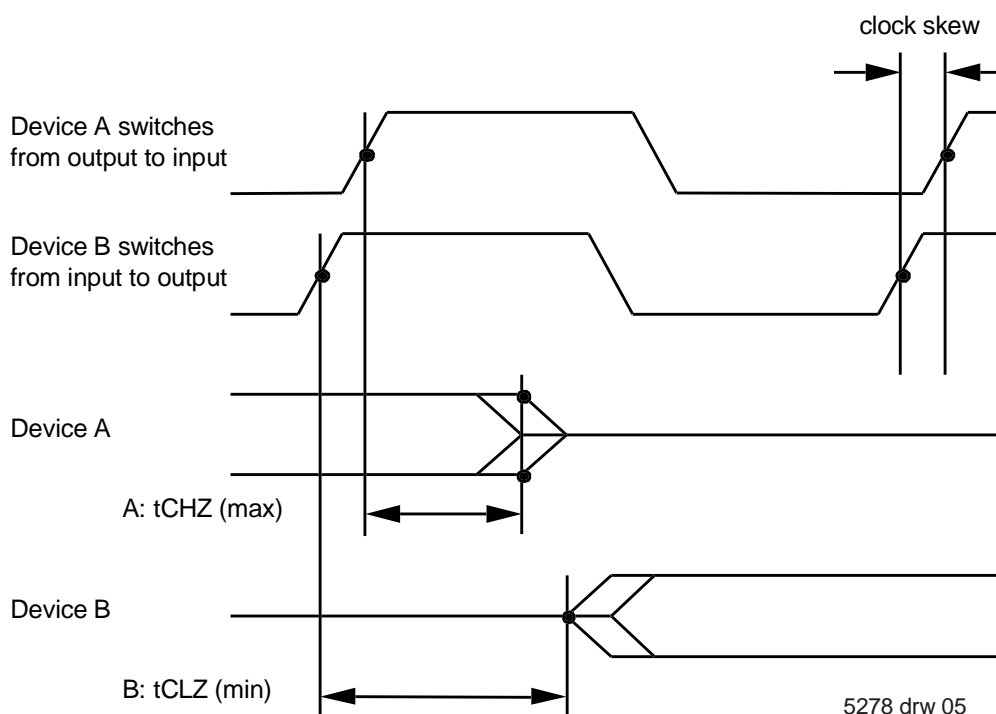 clock skew
Device A switches
from output to input
Device B switches
from input to output
Device A
A: tCHZ (max)
Device B
B: tCLZ (min)
5278 drw 05